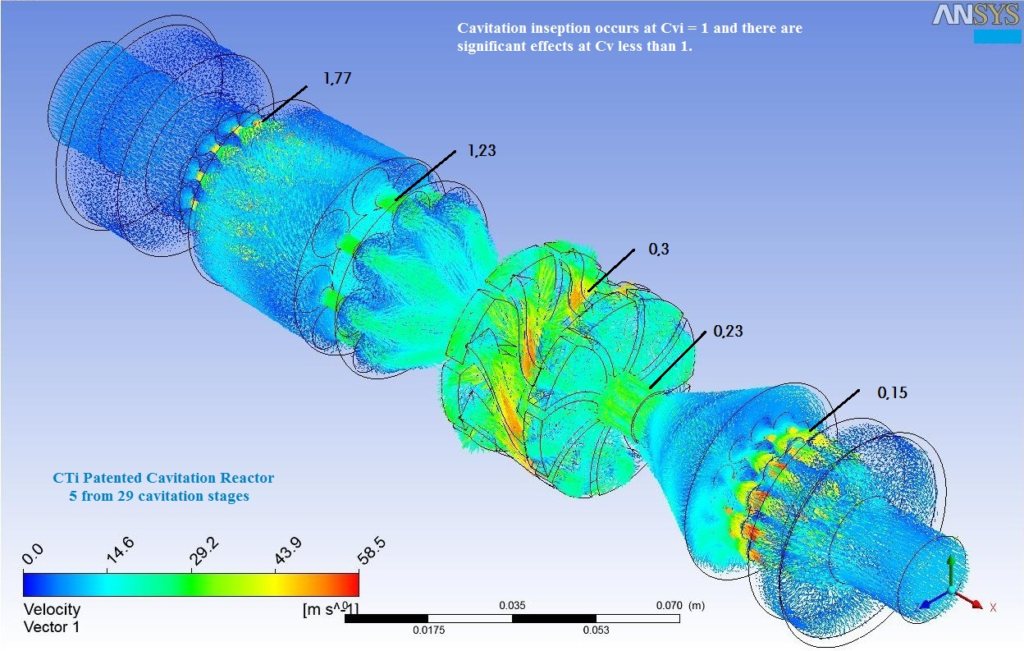 ANSYS
Cavitation inseption occurs at Cvi = 1 and there are
significant effects at Cv less than 1.
1,77
1,23
0,3
0,23
0,15
CTi Patented Cavitation Reactor
5 from 29 cavitation stages
0.0 14.6 29.2 43.9 58.5
Velocity [m s^-1]
Vector 1
0 0.035 0.070 (m)
0.0175 0.053
X